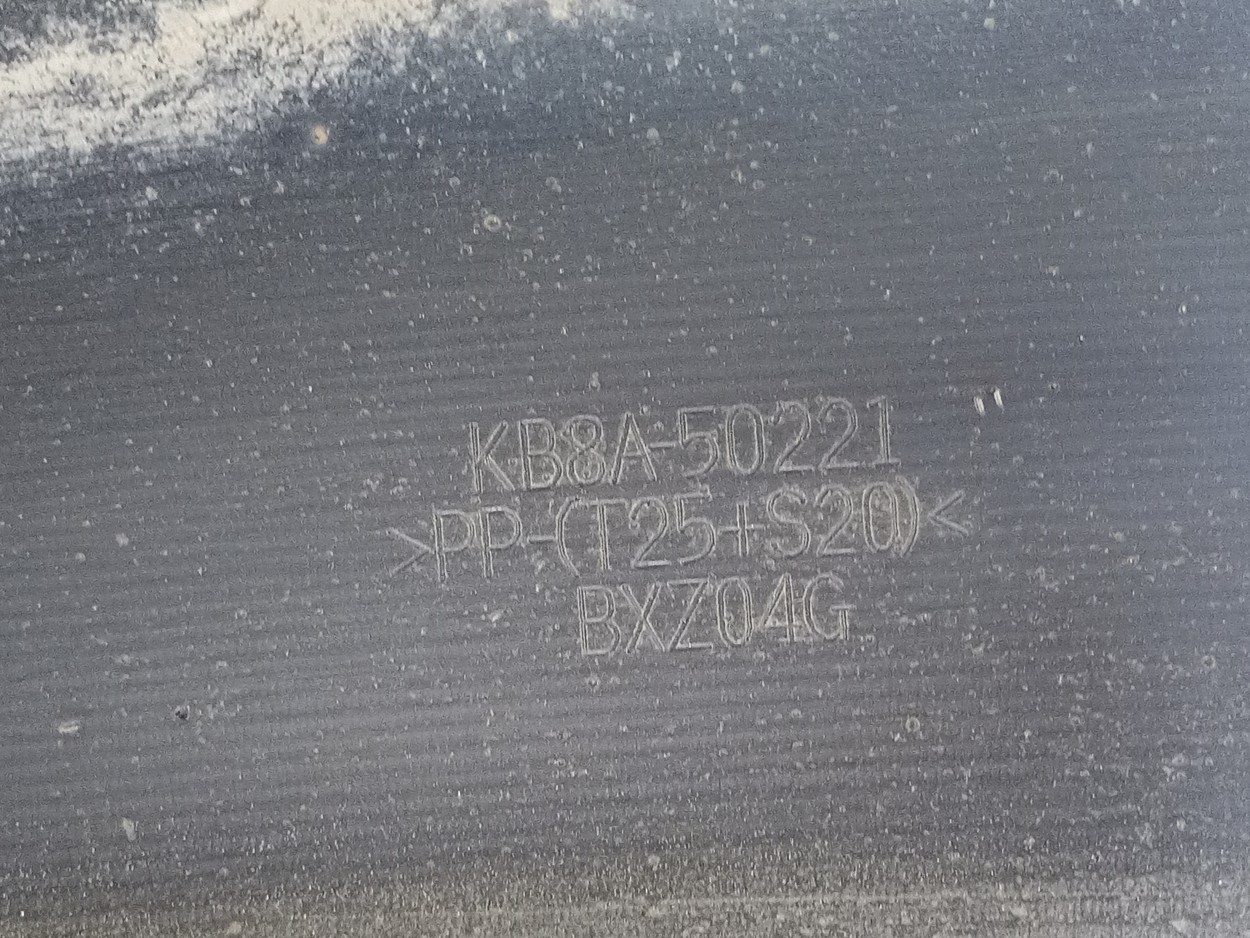 KB8A-50221
>PP-(T25+S20)<
BXZ04G